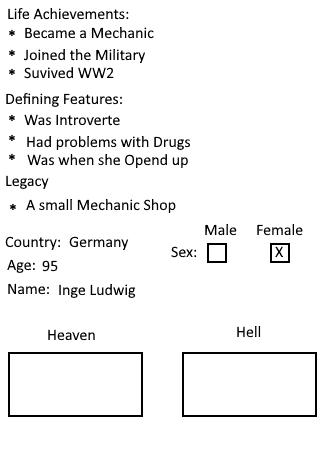 Life Achievements:
* Became a Mechanic
* Joined the Military
* Suvived WW2
Defining Features:
* Was Introverte
* Had problems with Drugs
* Was when she Opend up
Legacy
* A small Mechanic Shop
Male Female
Country: Germany
Sex: X
Age: 95
Name: Inge Ludwig
Heaven Hell